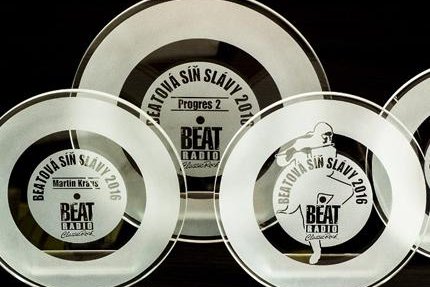 BEATOVÁ SÍŇ SLÁVY 2016
Progres 2
BEAT
RADIO
Classic Rock
BEATOVÁ SÍŇ SLÁVY 2016
Martin Kraus
BEAT
RADIO
Classic Rock
BEATOVÁ SÍŇ SLÁVY 2016
BEAT
RADIO
Classic Rock